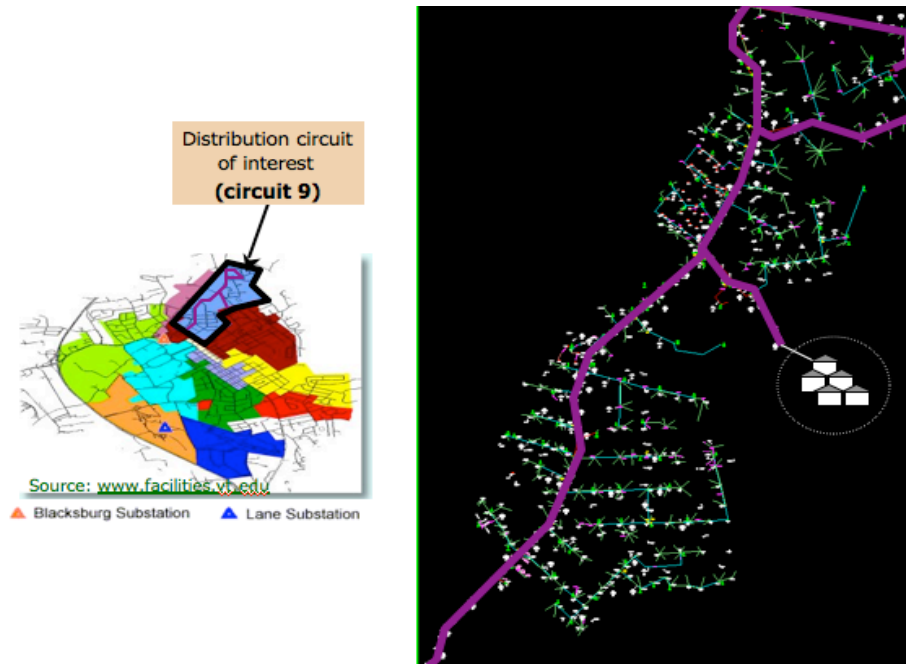 Distribution circuit
of interest
(circuit 9)
Source: www.facilities.vt.edu
Blacksburg Substation
Lane Substation